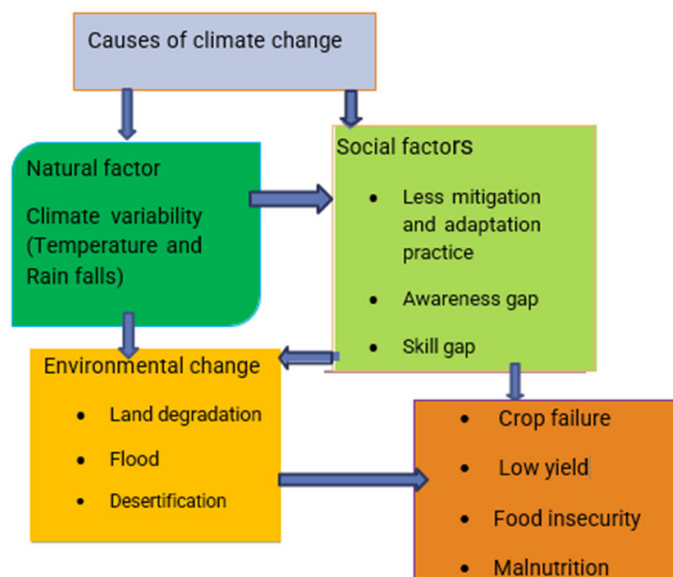 Causes of climate change
Natural factor
Climate variability
(Temperature and
Rain falls)
Social factors
• Less mitigation
and adaptation
practice
• Awareness gap
• Skill gap
Environmental change
• Land degradation
• Flood
• Desertification
• Crop failure
• Low yield
• Food insecurity
• Malnutrition